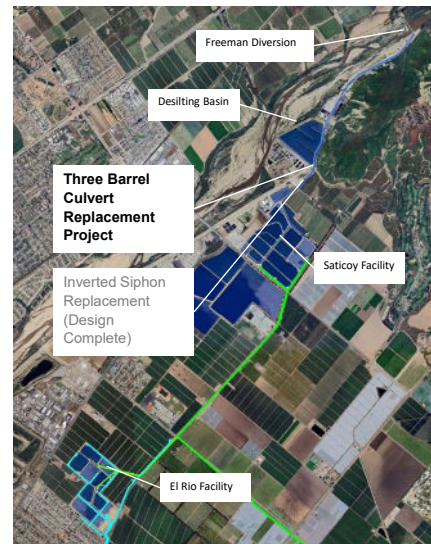 Freeman Diversion
Desilting Basin
Three Barrel
Culvert
Replacement
Project
Saticoy Facility
Inverted Siphon
Replacement
(Design
Complete)
El Rio Facility